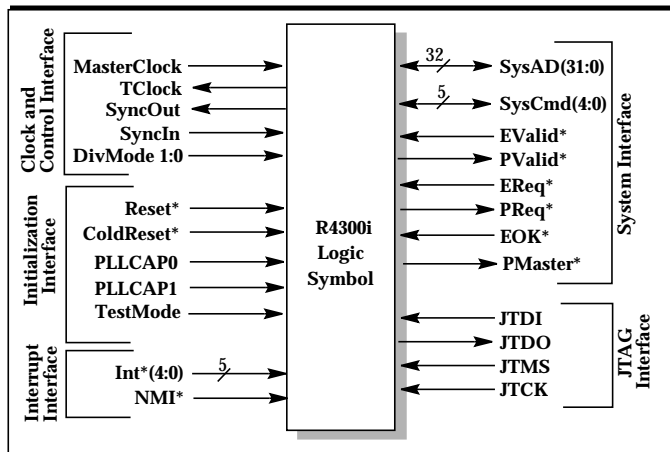 Clock and
Control Interface
MasterClock
TClock
SyncOut
SyncIn
DivMode 1:0
Initialization
Interface
Reset*
ColdReset*
PLLCAP0
PLLCAP1
TestMode
Interrupt
Interface
Int*(4:0)
5
NMI*
R4300i
Logic
Symbol
32
SysAD(31:0)
5
SysCmd(4:0)
EValid*
PValid*
EReq*
PReq*
EOK*
PMaster*
System Interface
JTDI
JTDO
JTMS
JTCK
JTAG
Interface